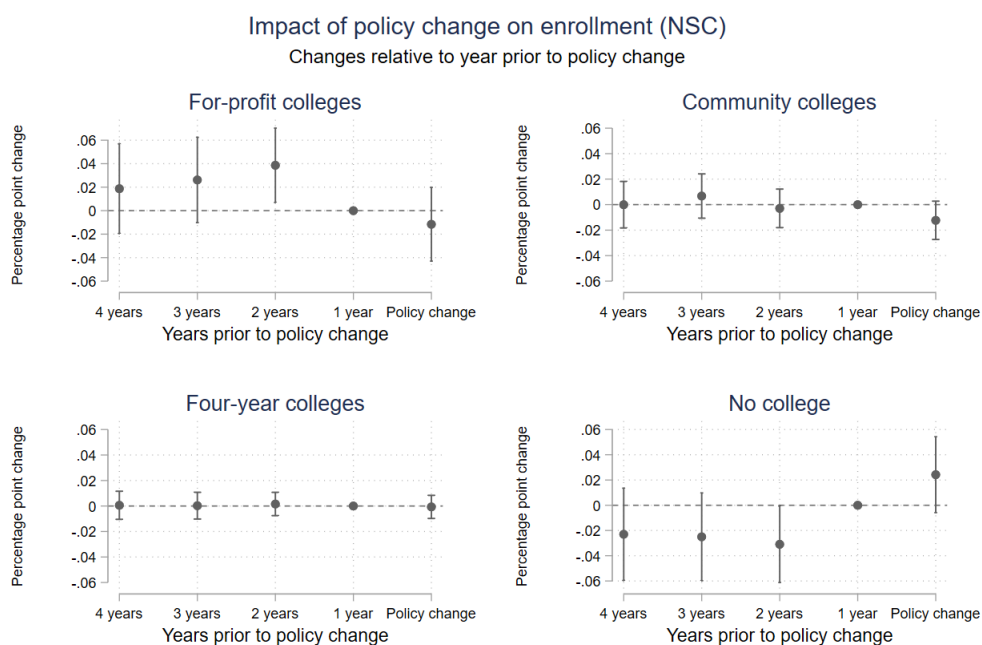 Impact of policy change on enrollment (NSC)
Changes relative to year prior to policy change
For-profit colleges
Percentage point change
.06
.04
.02
0
-.02
-.04
-.06
4 years 3 years 2 years 1 year Policy change
Years prior to policy change
Community colleges
Percentage point change
.06
.04
.02
0
-.02
-.04
-.06
4 years 3 years 2 years 1 year Policy change
Years prior to policy change
Four-year colleges
Percentage point change
.06
.04
.02
0
-.02
-.04
-.06
4 years 3 years 2 years 1 year Policy change
Years prior to policy change
No college
Percentage point change
.06
.04
.02
0
-.02
-.04
-.06
4 years 3 years 2 years 1 year Policy change
Years prior to policy change